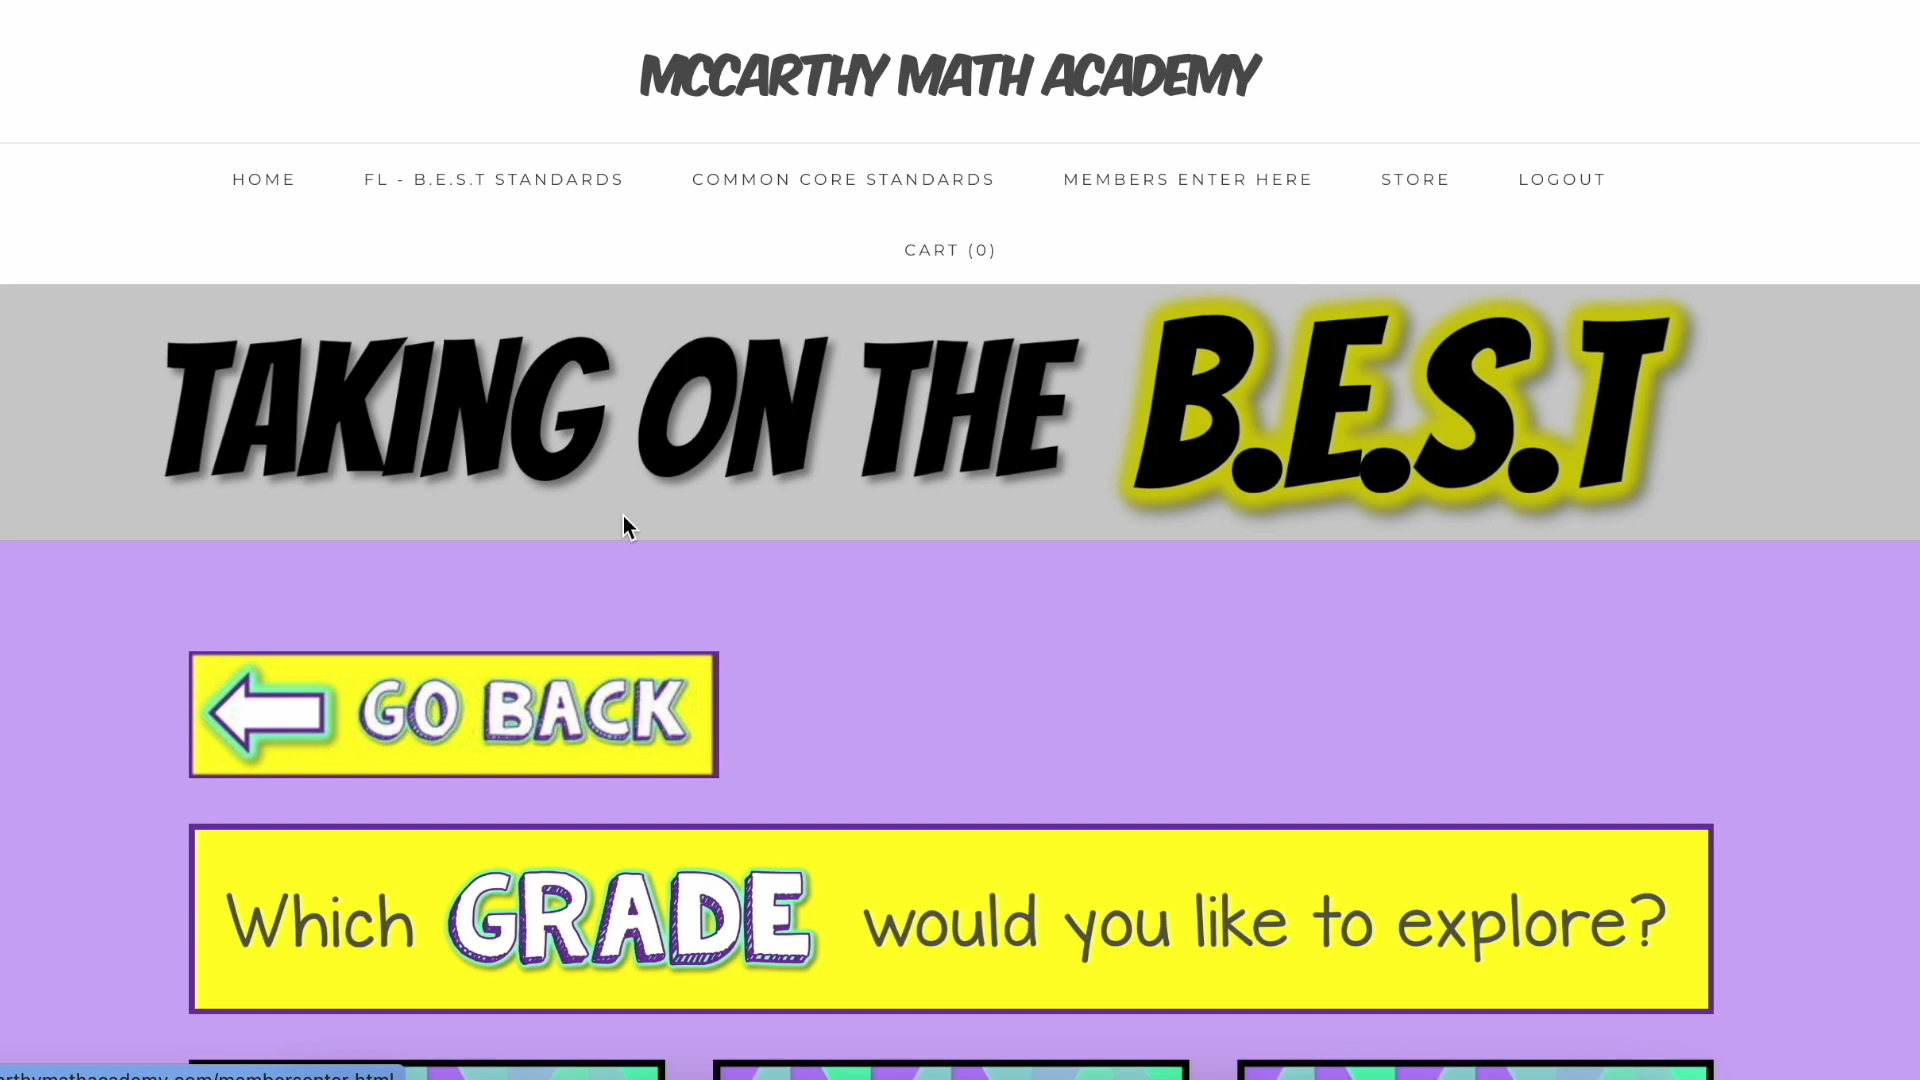 MCCARTHY MATH ACADEMY
HOME FL - B.E.S.T STANDARDS COMMON CORE STANDARDS MEMBERS ENTER HERE STORE LOGOUT
CART (0)
TAKING ON THE B.E.S.T
GO BACK
Which GRADE would you like to explore?